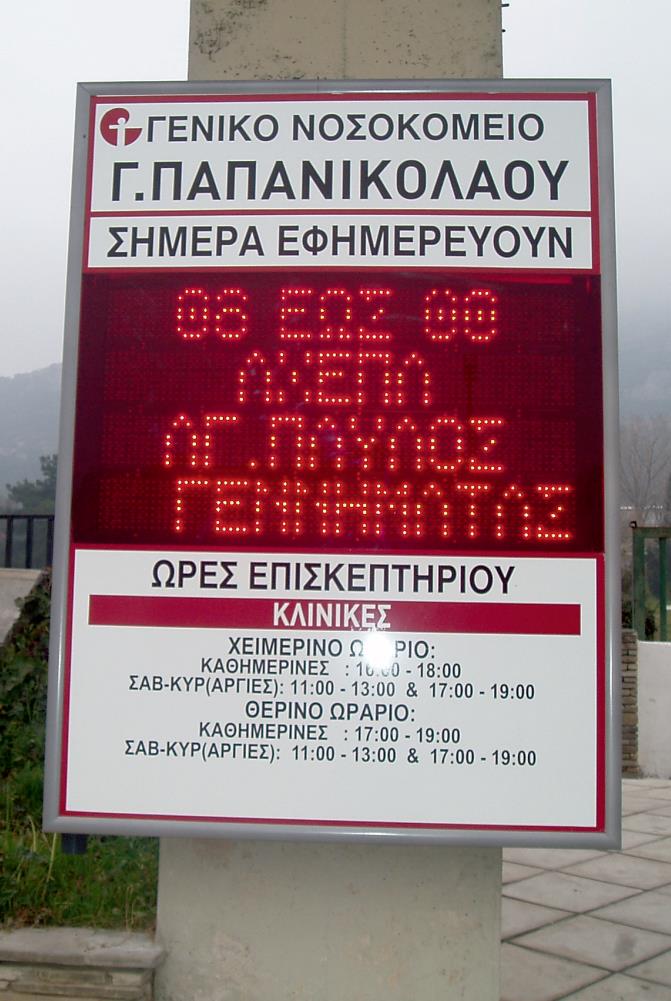 ΓΕΝΙΚΟ ΝΟΣΟΚΟΜΕΙΟ
Γ.ΠΑΠΑΝΙΚΟΛΑΟΥ
ΣΗΜΕΡΑ ΕΦΗΜΕΡΕΥΟΥΝ
08 ΕΩΣ 00
ΑΧΕΠΑ
ΑΓ.ΠΑΥΛΟΣ
ΓΕΝΝΗΜΑΤΑΣ
ΩΡΕΣ ΕΠΙΣΚΕΠΤΗΡΙΟΥ
ΚΛΙΝΙΚΕΣ
ΧΕΙΜΕΡΙΝΟ ΩΡΑΡΙΟ:
ΚΑΘΗΜΕΡΙΝΕΣ : 16:00 - 18:00
ΣΑΒ-ΚΥΡ(ΑΡΓΙΕΣ): 11:00 - 13:00 & 17:00 - 19:00
ΘΕΡΙΝΟ ΩΡΑΡΙΟ:
ΚΑΘΗΜΕΡΙΝΕΣ : 17:00 - 19:00
ΣΑΒ-ΚΥΡ(ΑΡΓΙΕΣ): 11:00 - 13:00 & 17:00 - 19:00